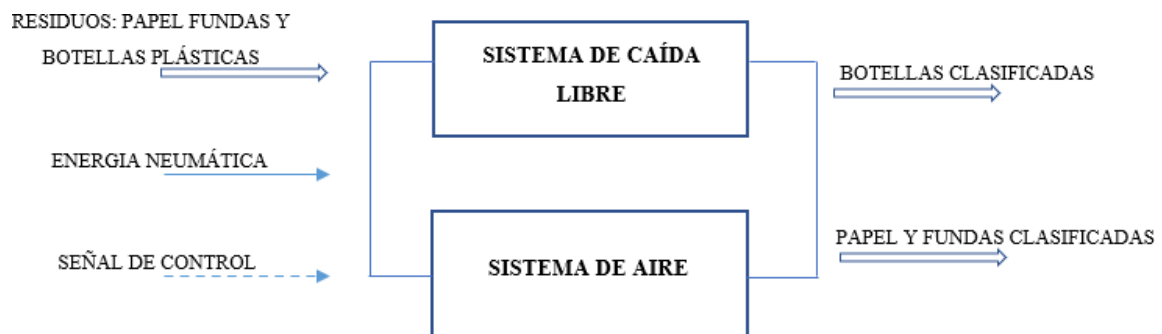 RESIDUOS: PAPEL FUNDAS Y
BOTELLAS PLÁSTICAS
ENERGIA NEUMÁTICA
SEÑAL DE CONTROL
SISTEMA DE CAÍDA
LIBRE
SISTEMA DE AIRE
BOTELLAS CLASIFICADAS
PAPEL Y FUNDAS CLASIFICADAS